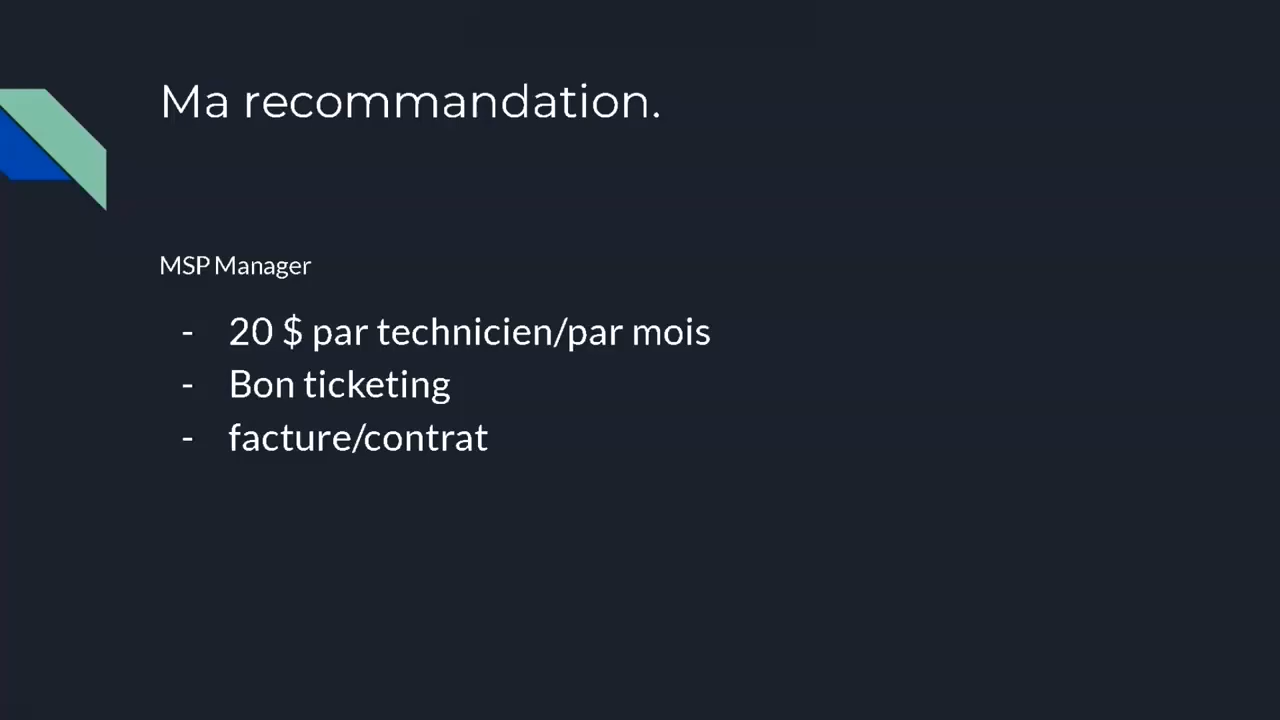 Ma recommandation.
MSP Manager
- 20 $ par technicien/par mois
- Bon ticketing
- facture/contrat